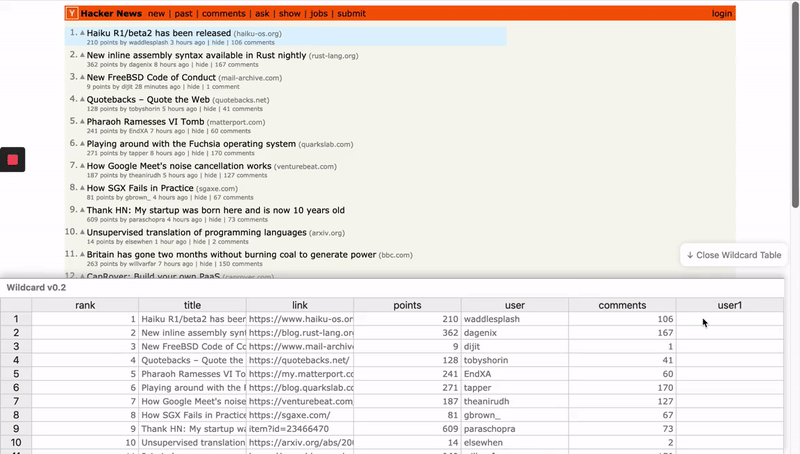 Y Hacker News new | past | comments | ask | show | jobs | submit login
1. Haiku R1/beta2 has been released (haiku-os.org)
210 points by waddlesplash 3 hours ago | hide | 106 comments
2. New inline assembly syntax available in Rust nightly (rust-lang.org)
362 points by dagenix 8 hours ago | hide | 167 comments
3. New FreeBSD Code of Conduct (mail-archive.com)
9 points by dijit 28 minutes ago | hide | 1 comment
4. Quotebacks – Quote the Web (quotebacks.net)
128 points by tobyshorin 5 hours ago | hide | 41 comments
5. Pharaoh Ramesses VI Tomb (matterport.com)
241 points by EndXA 7 hours ago | hide | 60 comments
6. Playing around with the Fuchsia operating system (quarkslab.com)
271 points by tapper 8 hours ago | hide | 170 comments
7. How Google Meet's noise cancellation works (venturebeat.com)
187 points by theanirudh 5 hours ago | hide | 127 comments
8. How SGX Fails in Practice (sgaxe.com)
81 points by gbrown_ 4 hours ago | hide | 67 comments
9. Thank HN: My startup was born here and is now 10 years old
609 points by paraschopra 4 hours ago | hide | 73 comments
10. Unsupervised translation of programming languages (arxiv.org)
14 points by elsewhen 1 hour ago | hide | 2 comments
11. Britain has gone two months without burning coal to generate power (bbc.com)
263 points by willvarfar 7 hours ago | hide | 150 comments
12. CapRover: Build your own PaaS (caprover.com)
↓ Close Wildcard Table
Wildcard v0.2
rank title link points user comments user1
1 1 Haiku R1/beta2 has been https://www.haiku-os.or 210 waddlesplash 106
2 2 New inline assembly synt https://blog.rust-lang.or 362 dagenix 167
3 3 New FreeBSD Code of C https://www.mail-archive 9 dijit 1
4 4 Quotebacks – Quote the https://quotebacks.net/ 128 tobyshorin 41
5 5 Pharaoh Ramesses VI To https://my.matterport.co 241 EndXA 60
6 6 Playing around with the F https://blog.quarkslab.c 271 tapper 170
7 7 How Google Meet's nois https://venturebeat.com/ 187 theanirudh 127
8 8 How SGX Fails in Practic https://sgaxe.com/ 81 gbrown_ 67
9 9 Thank HN: My startup wa item?id=23466470 609 paraschopra 73
10 10 Unsupervised translation https://arxiv.org/abs/20 14 elsewhen 2